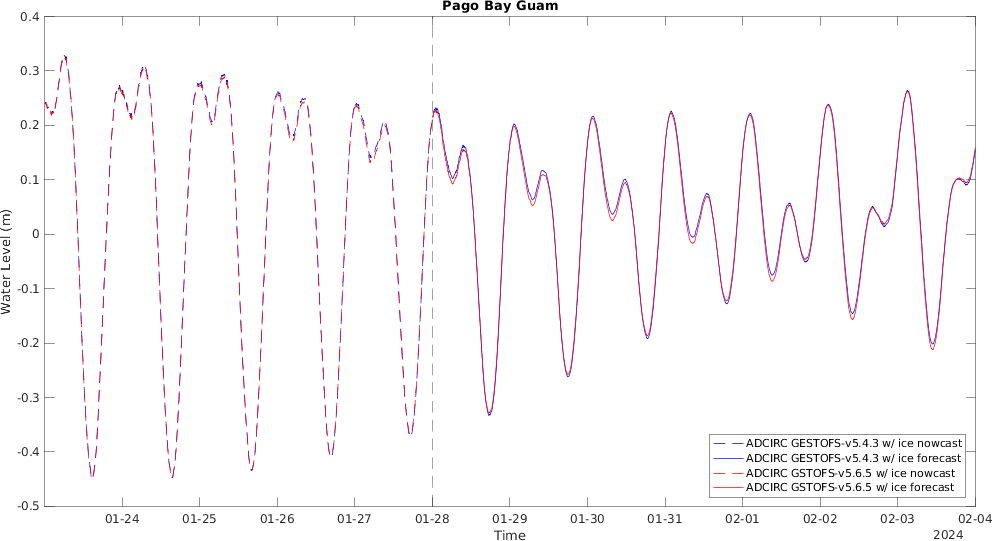 Pago Bay Guam
0.4
0.3
0.2
0.1
0
-0.1
-0.2
-0.3
-0.4
-0.5
Water Level (m)
01-24 01-25 01-26 01-27 01-28 01-29 01-30 01-31 02-01 02-02 02-03 02-04
Time
2024
ADCIRC GESTOFS-v5.4.3 w/ ice nowcast
ADCIRC GESTOFS-v5.4.3 w/ ice forecast
ADCIRC GSTOFS-v5.6.5 w/ ice nowcast
ADCIRC GSTOFS-v5.6.5 w/ ice forecast